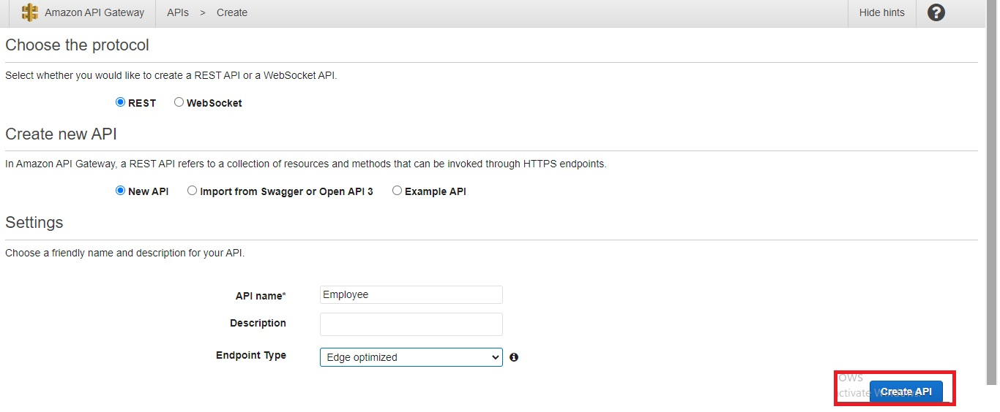 Amazon API Gateway APIs > Create Hide hints ?
Choose the protocol
Select whether you would like to create a REST API or a WebSocket API.
REST WebSocket
Create new API
In Amazon API Gateway, a REST API refers to a collection of resources and methods that can be invoked through HTTPS endpoints.
New API Import from Swagger or Open API 3 Example API
Settings
Choose a friendly name and description for your API.
API name* Employee
Description
Endpoint Type Edge optimized
Create API